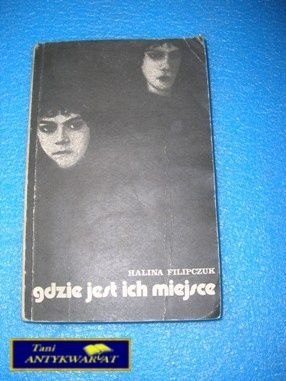 HALINA FILIPCZUK
gdzie jest ich miejsce
Tani
ANTYKWARIAT